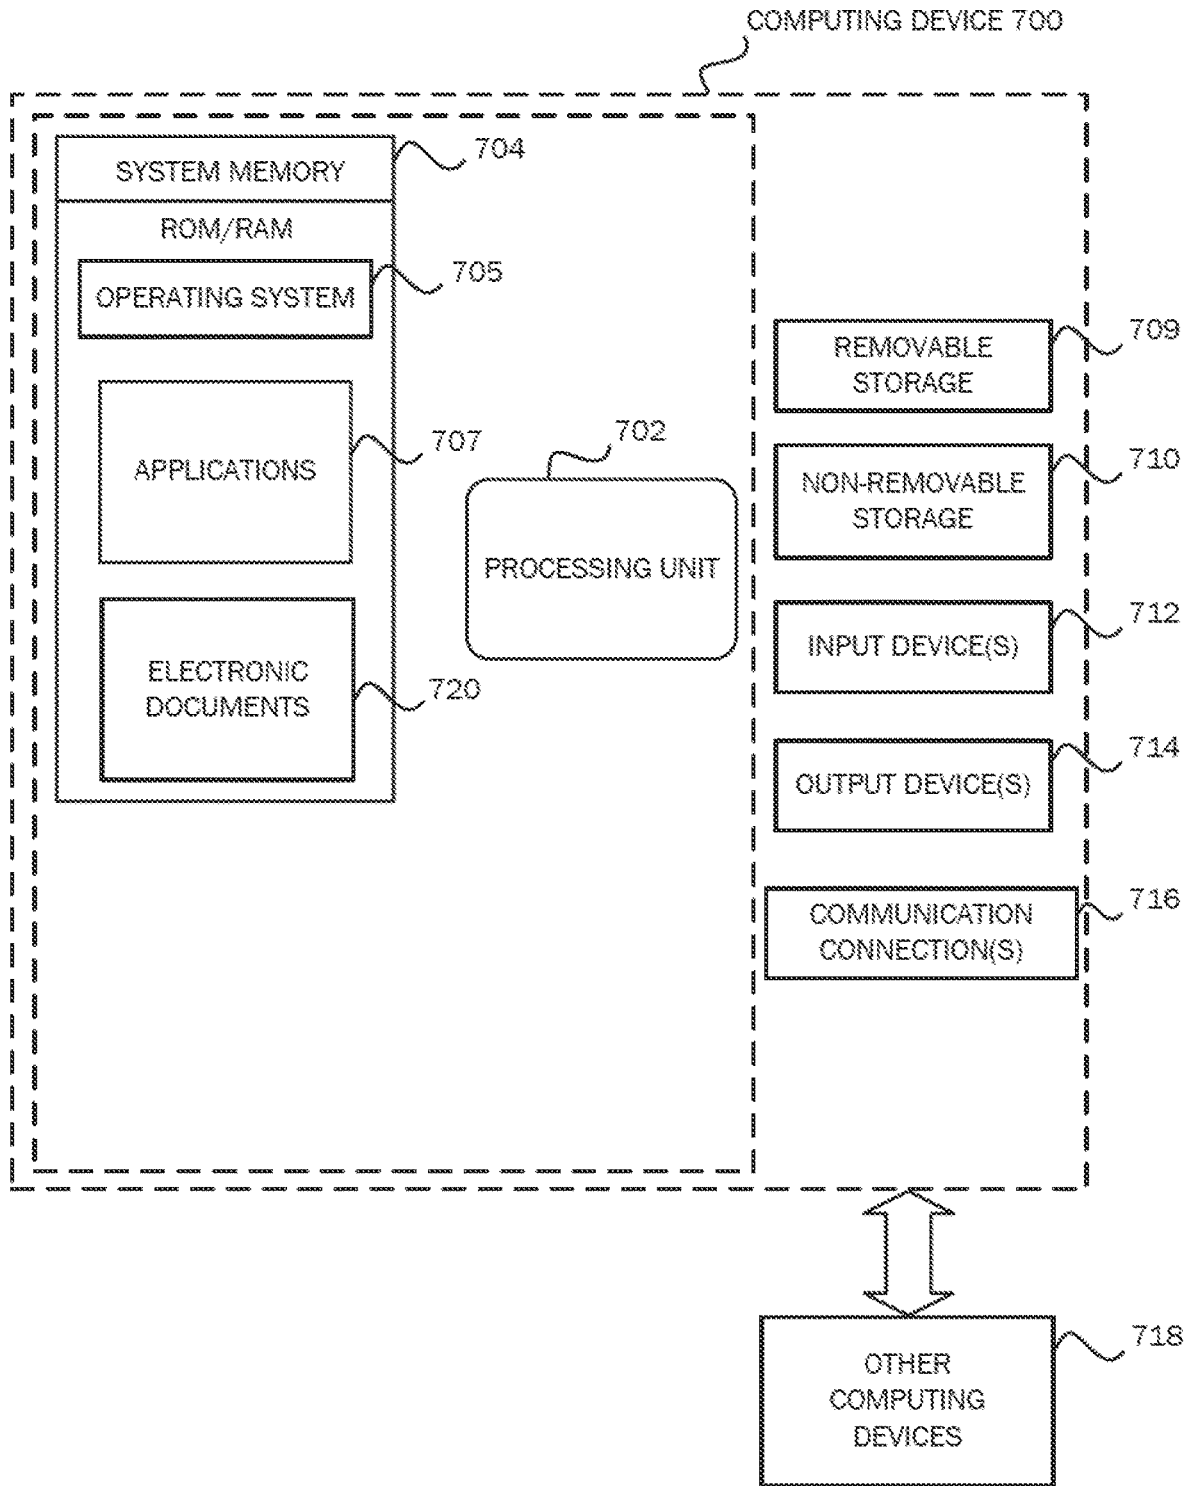 COMPUTING DEVICE 700
SYSTEM MEMORY
704
ROM/RAM
OPERATING SYSTEM
705
APPLICATIONS
707
ELECTRONIC
DOCUMENTS
720
702
PROCESSING UNIT
REMOVABLE
STORAGE
709
NON-REMOVABLE
STORAGE
710
INPUT DEVICE(S)
712
OUTPUT DEVICE(S)
714
COMMUNICATION
CONNECTION(S)
716
OTHER
COMPUTING
DEVICES
718